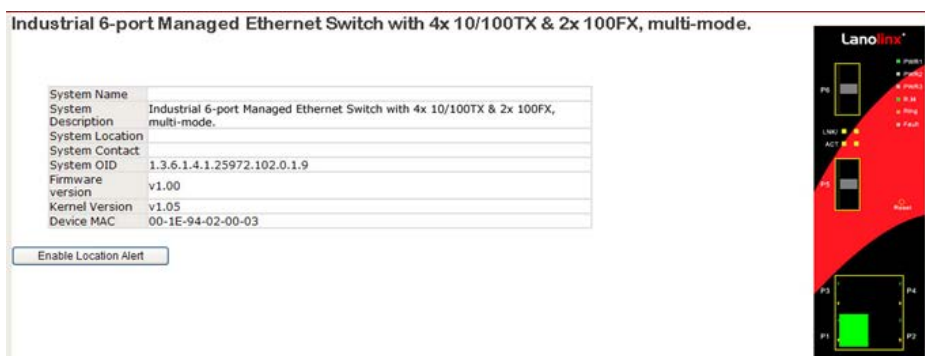 Industrial 6-port Managed Ethernet Switch with 4x 10/100TX & 2x 100FX, multi-mode.
System Name
System Description
Industrial 6-port Managed Ethernet Switch with 4x 10/100TX & 2x 100FX,
multi-mode.
System Location
System Contact
System OID
1.3.6.1.4.1.25972.102.0.1.9
Firmware
version
v1.00
Kernel Version
v1.05
Device MAC
00-1E-94-02-00-03
Enable Location Alert
Lanolinx
PWR1
PWR2
PWR3
R.M
Ring
Fault
P6
LNK/
ACT
P5
Reset
P3
P4
P1
P2